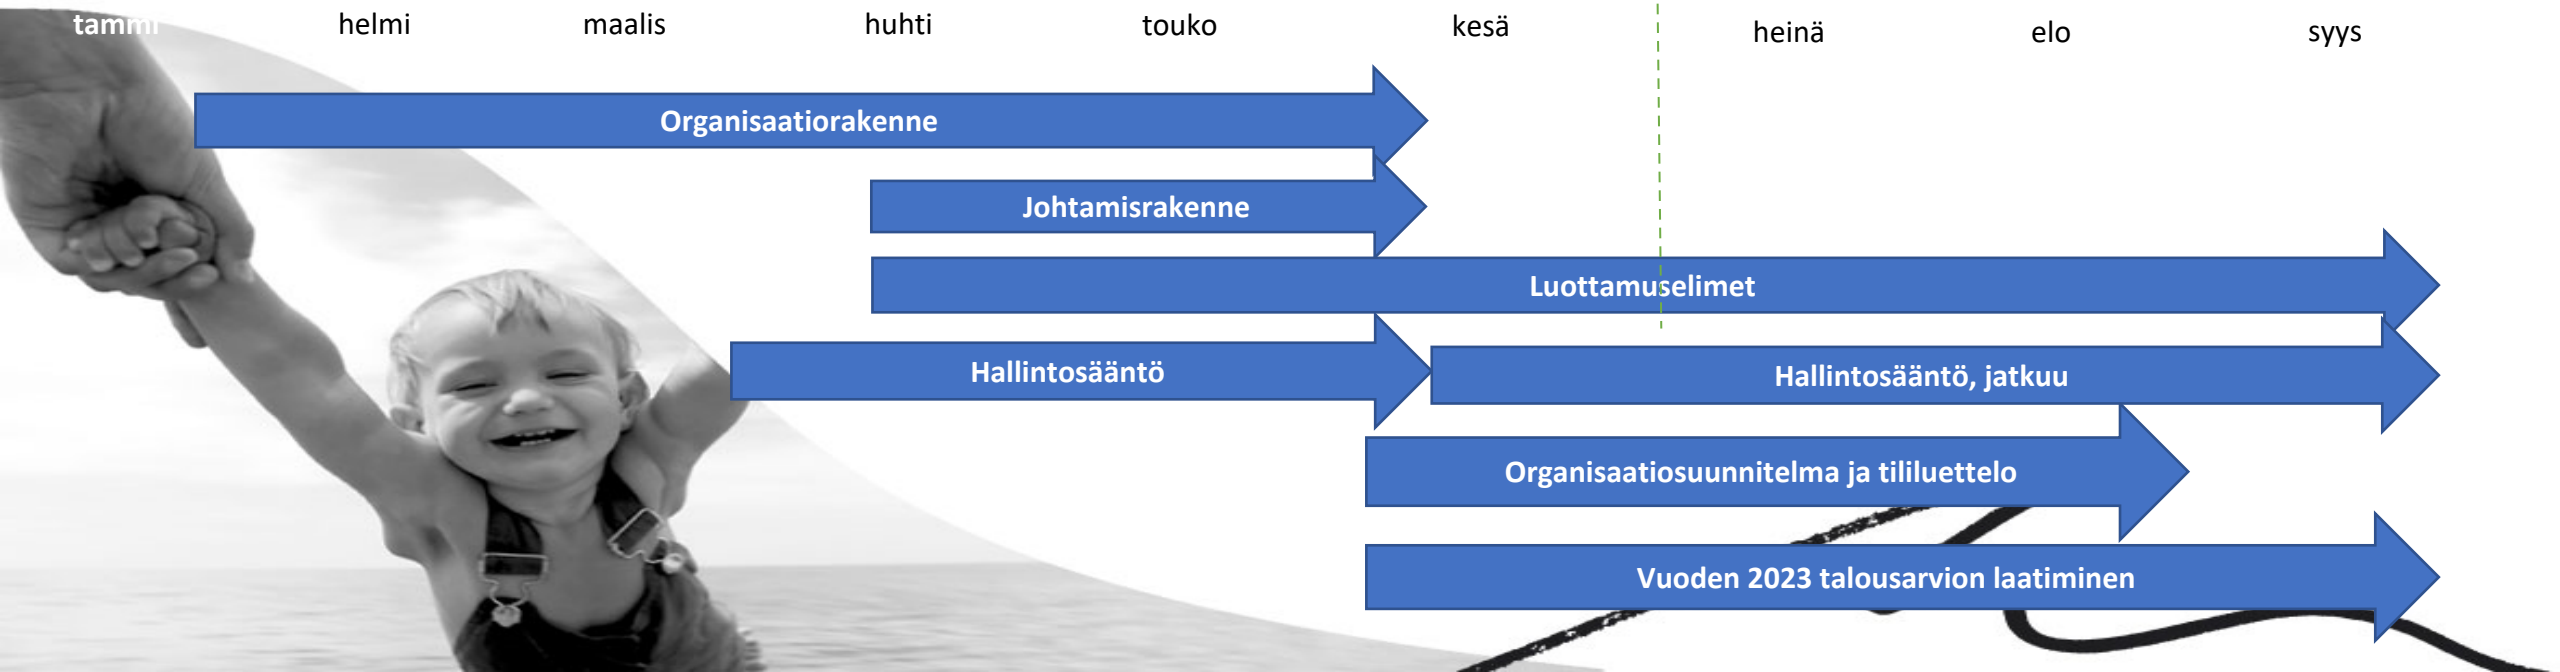 tammi helmi maalis huhti touko kesä heinä elo syys
Organisaatiorakenne
Johtamisrakenne
Luottamuselimet
Hallintosääntö
Hallintosääntö, jatkuu
Organisaatiosuunnitelma ja tililuettelo
Vuoden 2023 talousarvion laatiminen